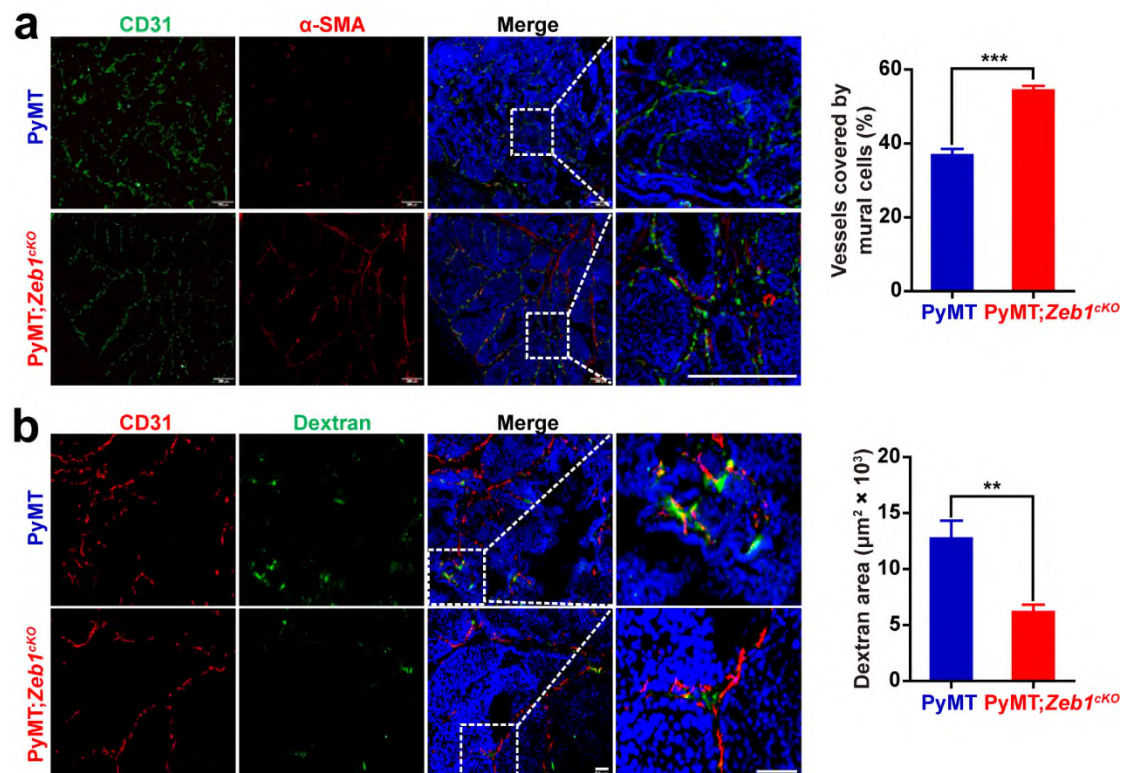 a
CD31
α-SMA
Merge
PyMT
PyMT;Zeb1cKO
***
Vessels covered by
mural cells (%)
60
40
20
0
PyMT PyMT;Zeb1cKO
b
CD31
Dextran
Merge
PyMT
PyMT;Zeb1cKO
**
Dextran area (μm² × 10³)
20
15
10
5
0
PyMT PyMT;Zeb1cKO